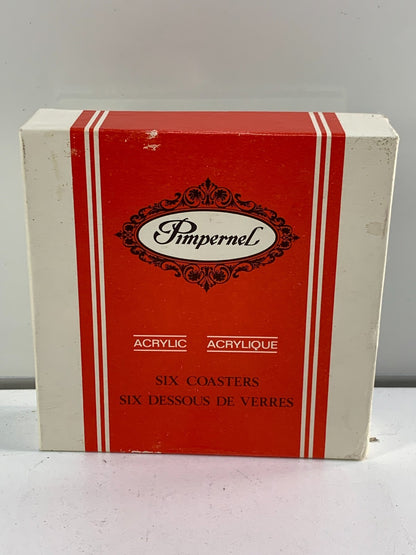 Pimpernel
ACRYLIC ACRYLIQUE
SIX COASTERS
SIX DESSOUS DE VERRES